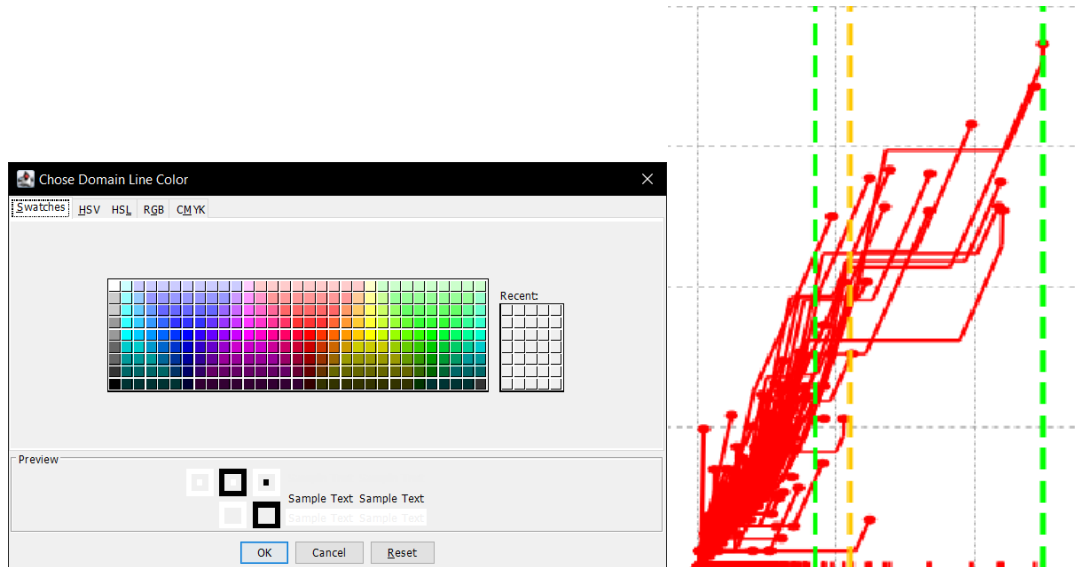 Chose Domain Line Color
Swatches HSV HSL RGB CMYK
Recent:
Preview
Sample Text Sample Text
Sample Text Sample Text
OK Cancel Reset